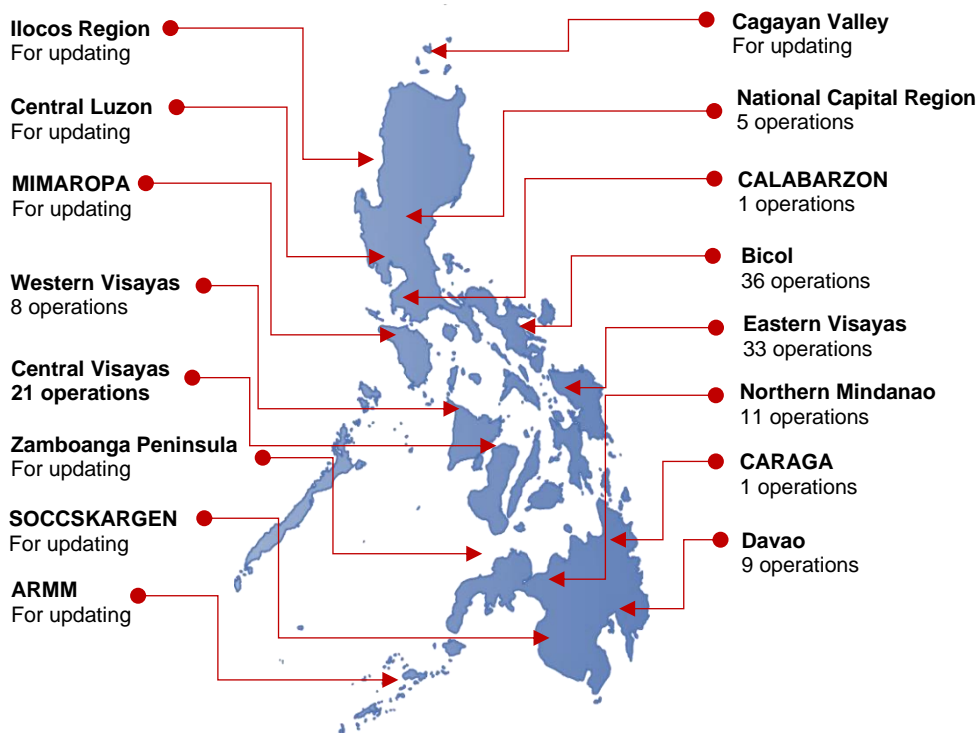 Ilocos Region
For updating
Central Luzon
For updating
MIMAROPA
For updating
Western Visayas
8 operations
Central Visayas
21 operations
Zamboanga Peninsula
For updating
SOCCSKARGEN
For updating
ARMM
For updating
Cagayan Valley
For updating
National Capital Region
5 operations
CALABARZON
1 operations
Bicol
36 operations
Eastern Visayas
33 operations
Northern Mindanao
11 operations
CARAGA
1 operations
Davao
9 operations